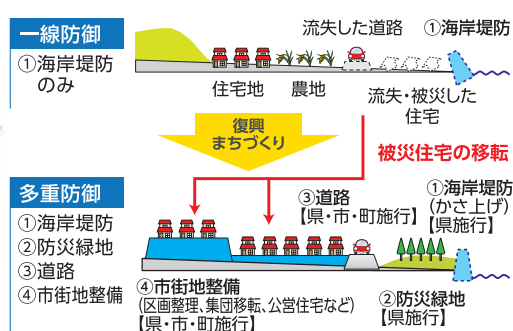 一線防御
①海岸堤防
のみ
流失した道路
①海岸堤防
住宅地
農地
流失・被災した
住宅
復興
まちづくり
被災住宅の移転
多重防御
①海岸堤防
②防災緑地
③道路
④市街地整備
③道路
【県・市・町施行】
①海岸堤防
(かさ上げ)
【県施行】
④市街地整備
(区画整理、集団移転、公営住宅など)
【県・市・町施行】
②防災緑地
【県施行】